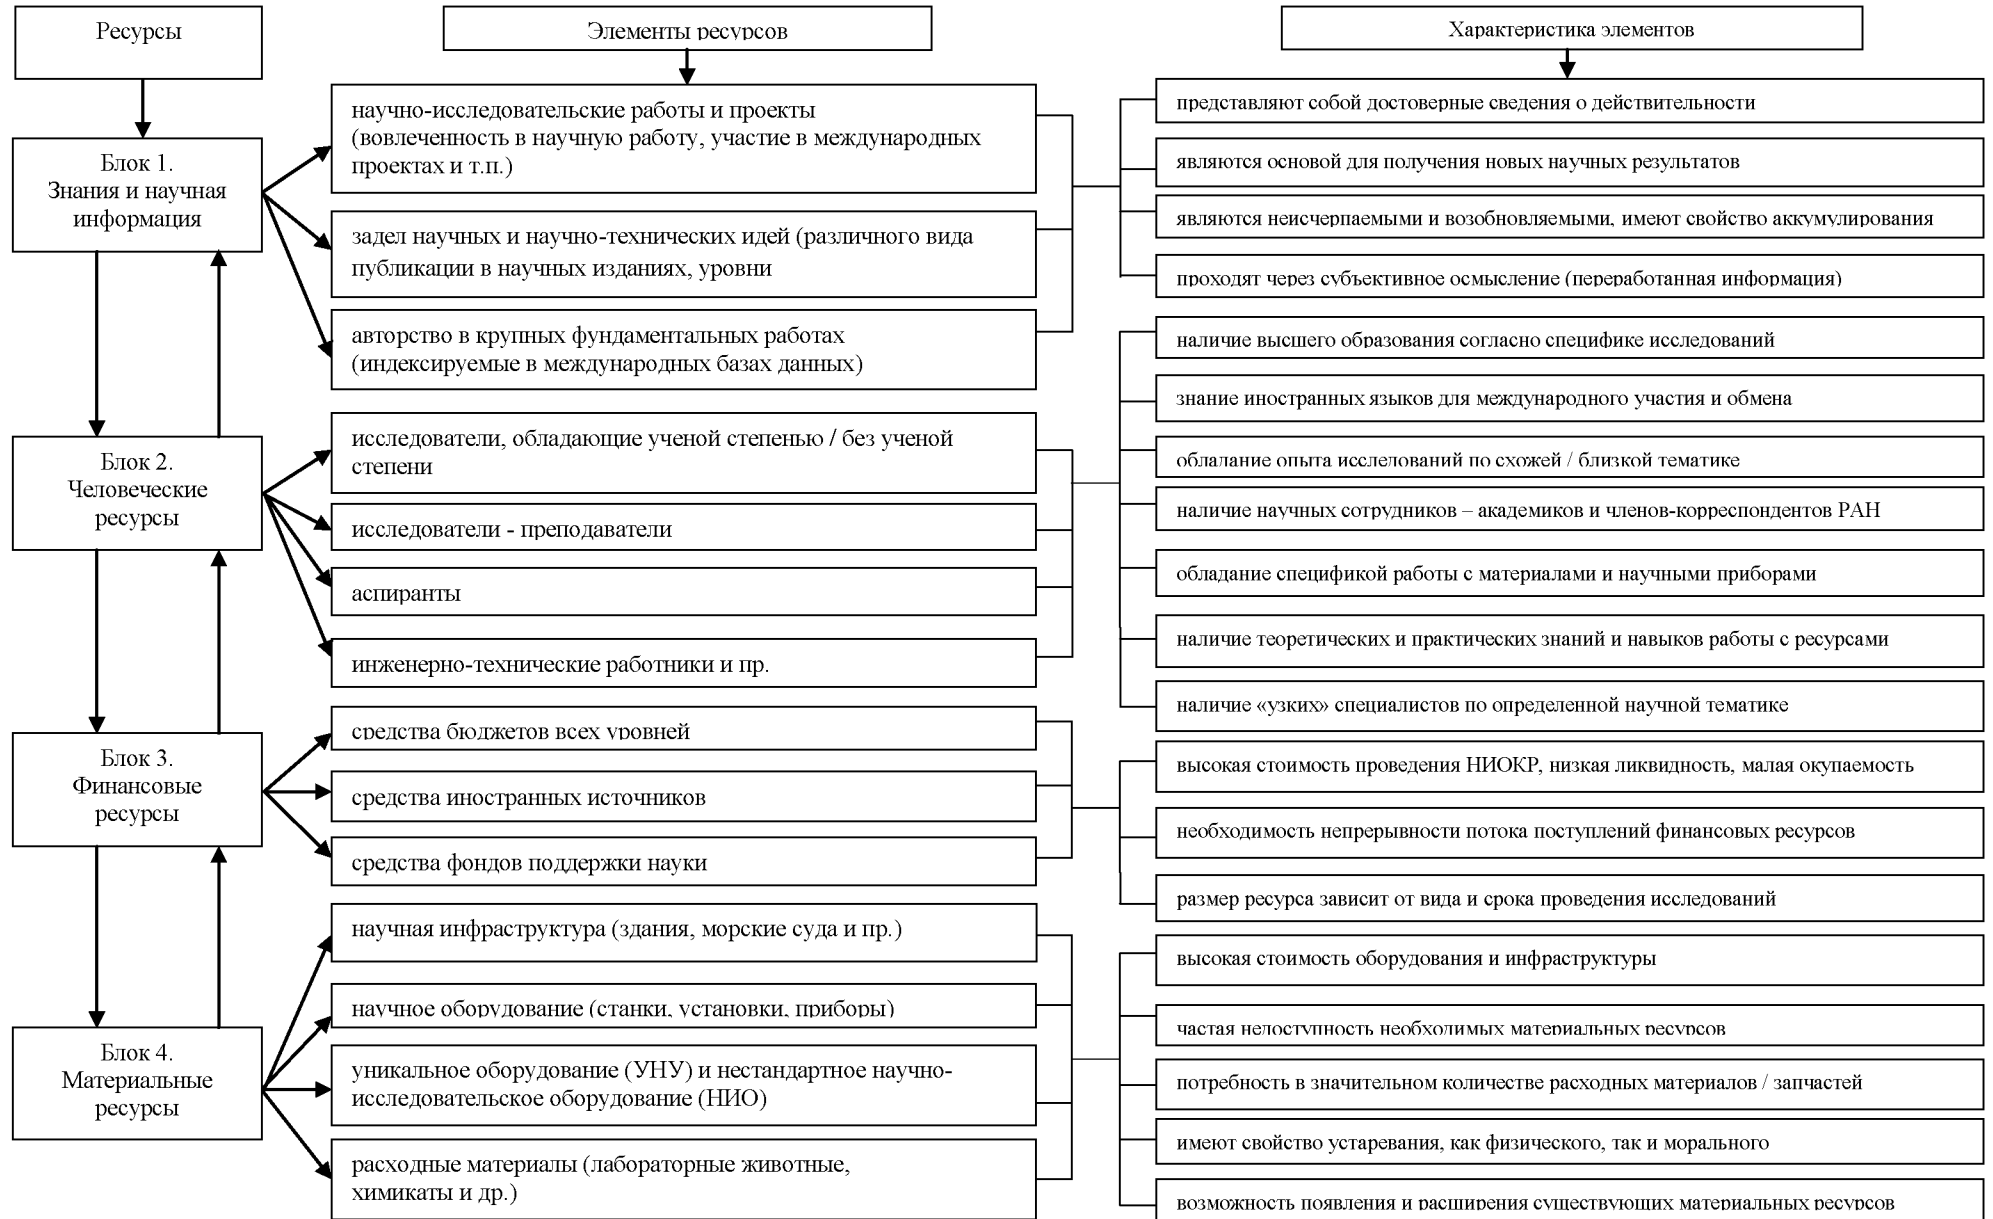 Ресурсы
Элементы ресурсов
Характеристика элементов
Блок 1.
Знания и научная
информация
научно-исследовательские работы и проекты
(вовлеченность в научную работу, участие в международных
проектах и т.п.)
задел научных и научно-технических идей (различного вида
публикации в научных изданиях, уровни
авторство в крупных фундаментальных работах
(индексируемые в международных базах данных)
представляют собой достоверные сведения о действительности
являются основой для получения новых научных результатов
являются неисчерпаемыми и возобновляемыми, имеют свойство аккумулирования
проходят через субъективное осмысление (переработанная информация)
Блок 2.
Человеческие
ресурсы
исследователи, обладающие ученой степенью / без ученой
степени
исследователи - преподаватели
аспиранты
инженерно-технические работники и пр.
наличие высшего образования согласно специфике исследований
знание иностранных языков для международного участия и обмена
обладание опыта исследований по схожей / близкой тематике
наличие научных сотрудников – академиков и членов-корреспондентов РАН
обладание спецификой работы с материалами и научными приборами
наличие теоретических и практических знаний и навыков работы с ресурсами
наличие «узких» специалистов по определенной научной тематике
Блок 3.
Финансовые
ресурсы
средства бюджетов всех уровней
средства иностранных источников
средства фондов поддержки науки
высокая стоимость проведения НИОКР, низкая ликвидность, малая окупаемость
необходимость непрерывности потока поступлений финансовых ресурсов
размер ресурса зависит от вида и срока проведения исследований
Блок 4.
Материальные
ресурсы
научная инфраструктура (здания, морские суда и пр.)
научное оборудование (станки, установки, приборы)
уникальное оборудование (УНУ) и нестандартное научно-
исследовательское оборудование (НИО)
расходные материалы (лабораторные животные,
химикаты и др.)
высокая стоимость оборудования и инфраструктуры
частая недоступность необходимых материальных ресурсов
потребность в значительном количестве расходных материалов / запчастей
имеют свойство устаревания, как физического, так и морального
возможность появления и расширения существующих материальных ресурсов